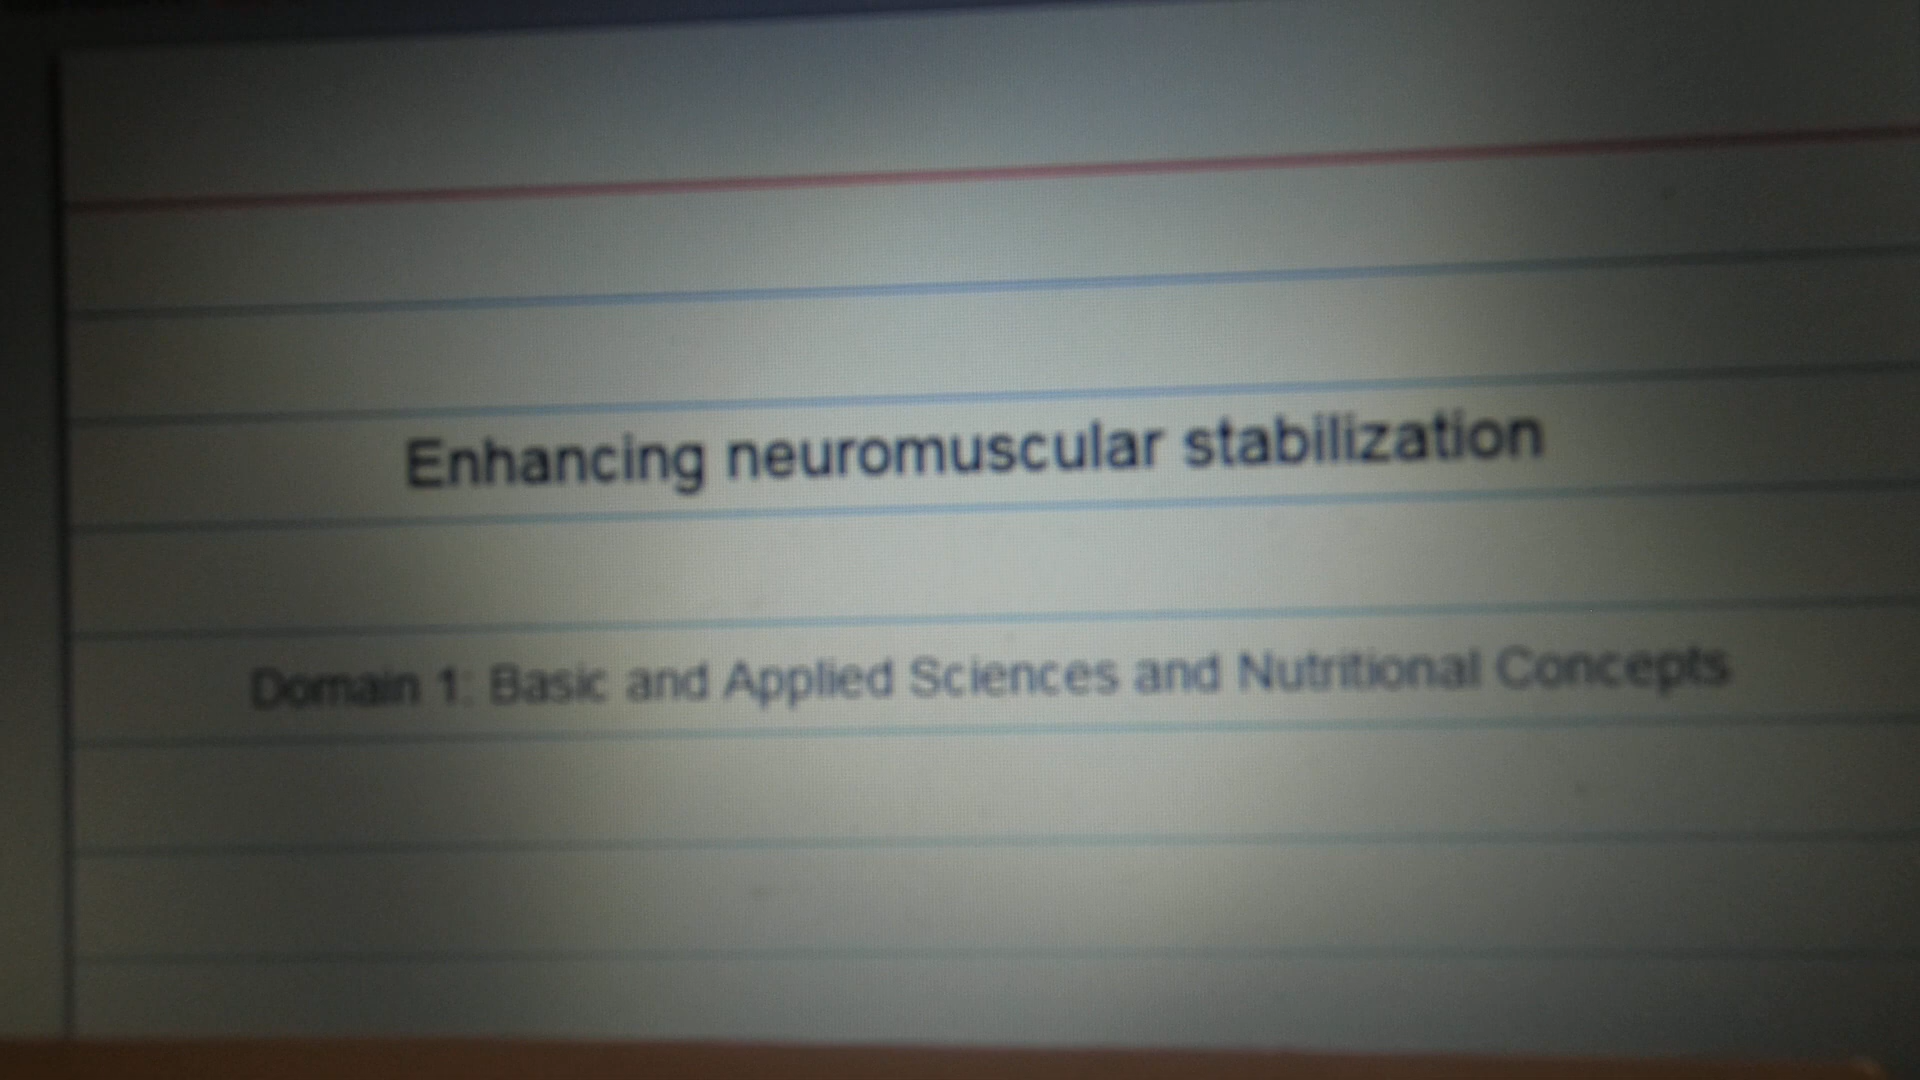 Enhancing neuromuscular stabilization
Domain 1: Basic and Applied Sciences and Nutritional Concepts